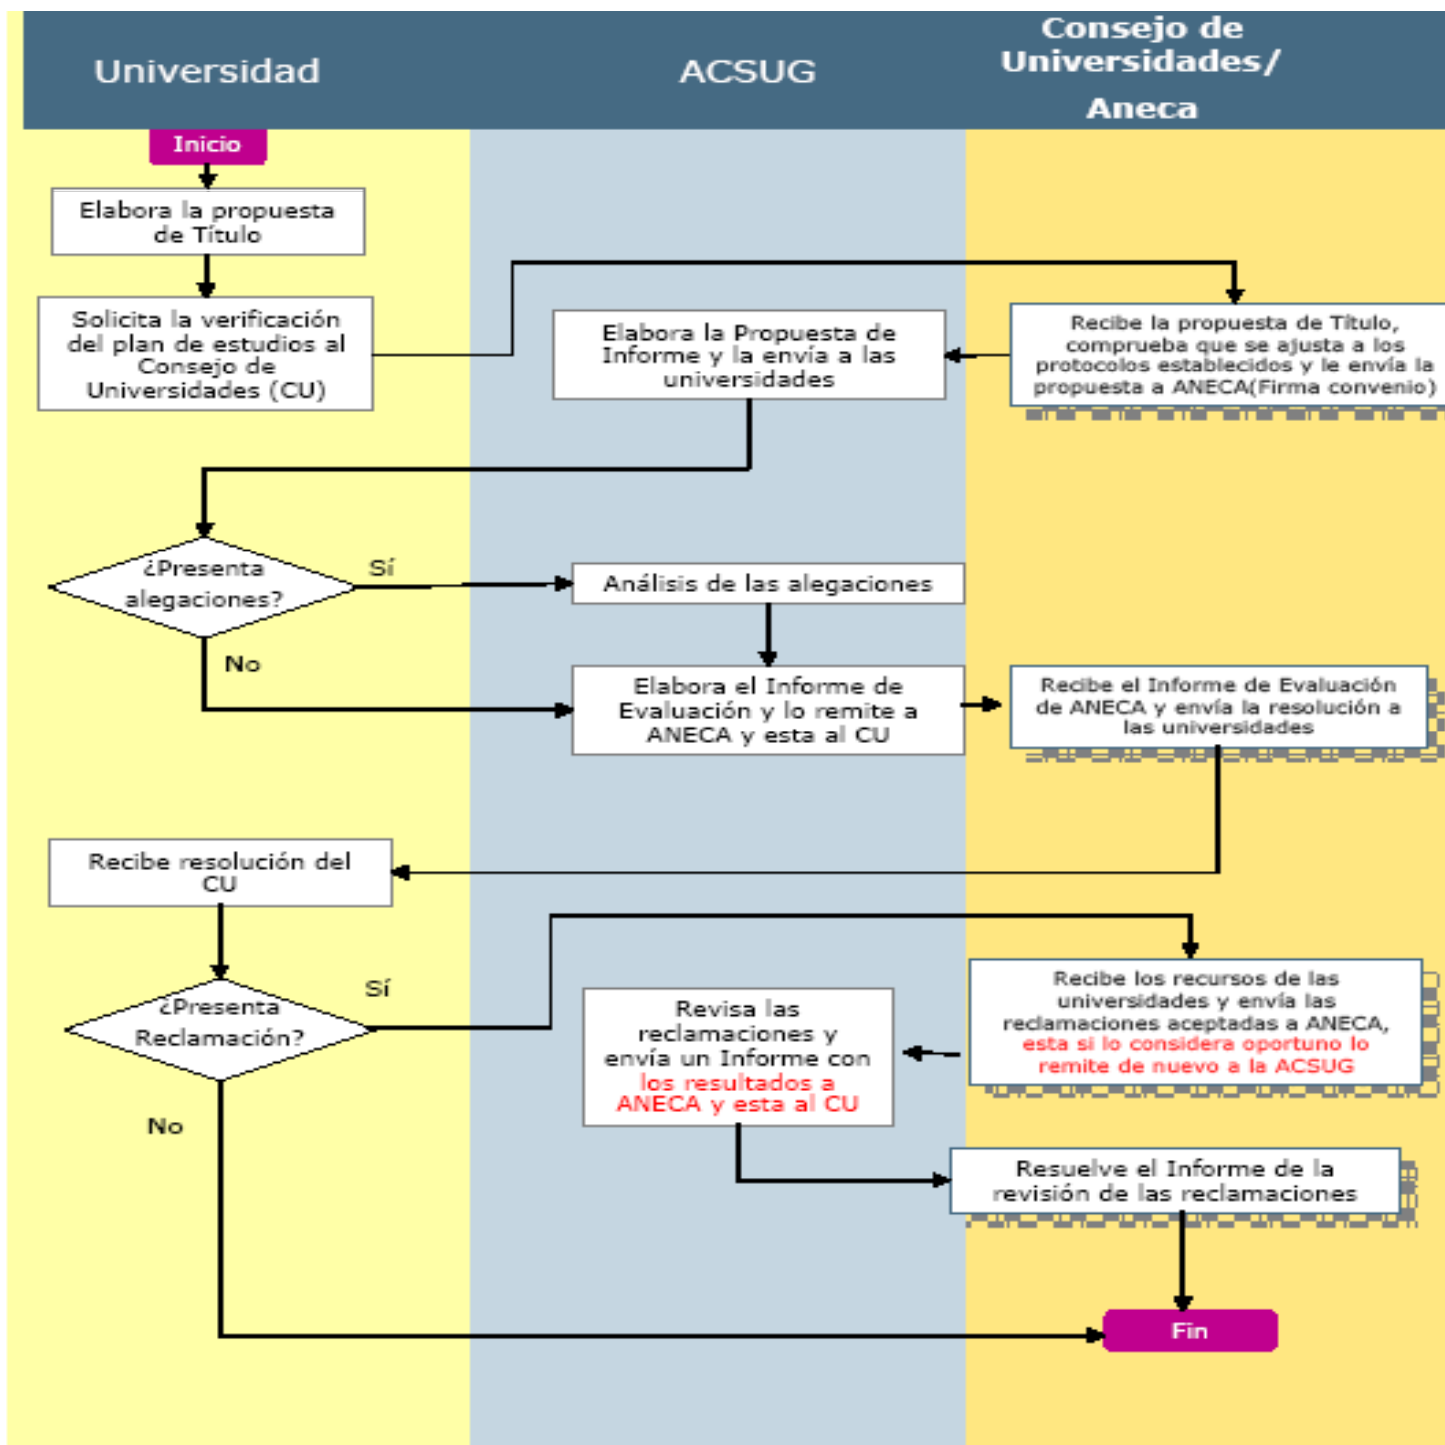 Universidad
ACSUG
Consejo de
Universidades/
Aneca
Inicio
Elabora la propuesta
de Título
Solicita la verificación
del plan de estudios al
Consejo de
Universidades (CU)
Elabora la Propuesta de
Informe y la envía a las
universidades
Recibe la propuesta de Título,
comprueba que se ajusta a los
protocolos establecidos y le envía la
propuesta a ANECA(Firma convenio)
¿Presenta
alegaciones?
Sí
No
Análisis de las alegaciones
Elabora el Informe de
Evaluación y lo remite a
ANECA y esta al CU
Recibe el Informe de Evaluación
de ANECA y envía la resolución a
las universidades
Recibe resolución del
CU
¿Presenta
Reclamación?
Sí
No
Revisa las
reclamaciones y
envía un Informe con
los resultados a
ANECA y esta al CU
Recibe los recursos de las
universidades y envía las
reclamaciones aceptadas a ANECA,
esta si lo considera oportuno lo
remite de nuevo a la ACSUG
Resuelve el Informe de la
revisión de las reclamaciones
Fin